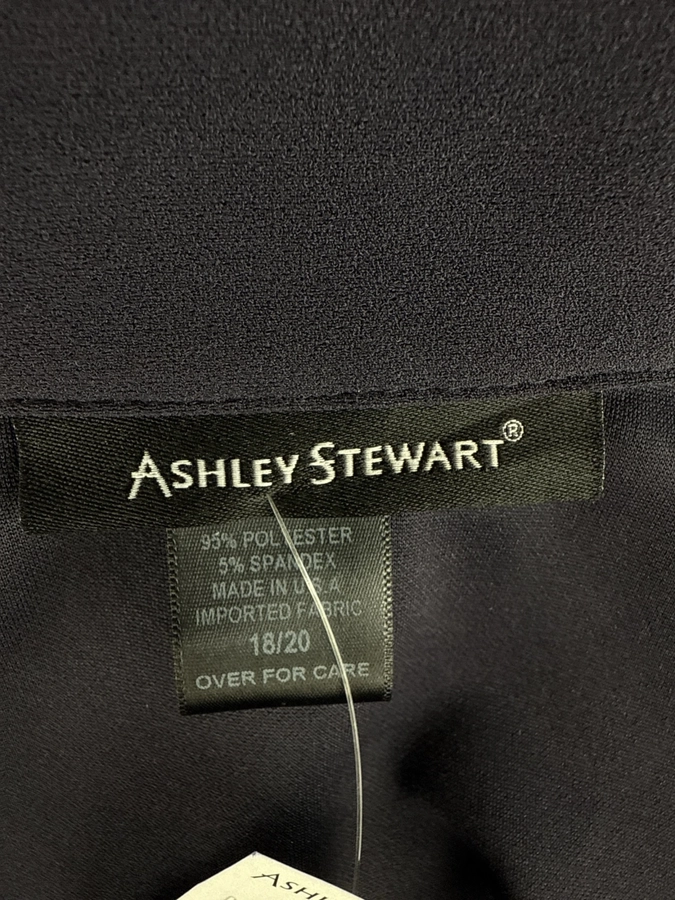 ASHLEY STEWART®
95% POLYESTER
5% SPANDEX
MADE IN U.S.A
IMPORTED FABRIC
18/20
OVER FOR CARE